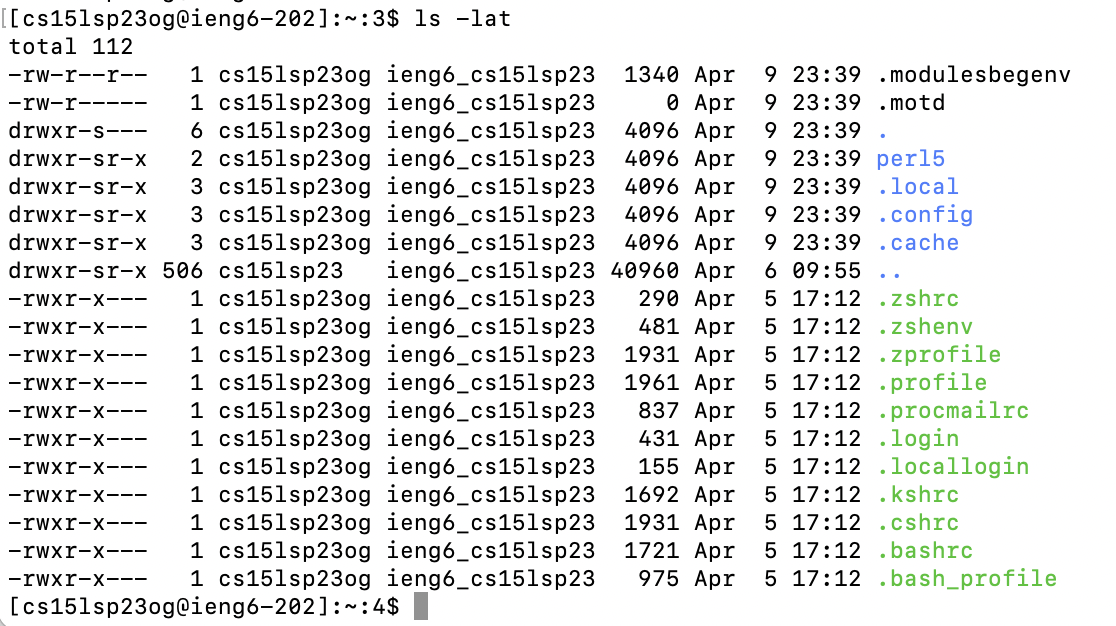 [[cs15lsp23og@ieng6-202]:~:3$ ls -lat
total 112
-rw-r--r--   1 cs15lsp23og ieng6_cs15lsp23  1340 Apr  9 23:39 .modulesbegenv
-rw-r-----   1 cs15lsp23og ieng6_cs15lsp23     0 Apr  9 23:39 .motd
drwxr-s---   6 cs15lsp23og ieng6_cs15lsp23  4096 Apr  9 23:39 .
drwxr-sr-x   2 cs15lsp23og ieng6_cs15lsp23  4096 Apr  9 23:39 perl5
drwxr-sr-x   3 cs15lsp23og ieng6_cs15lsp23  4096 Apr  9 23:39 .local
drwxr-sr-x   3 cs15lsp23og ieng6_cs15lsp23  4096 Apr  9 23:39 .config
drwxr-sr-x   3 cs15lsp23og ieng6_cs15lsp23  4096 Apr  9 23:39 .cache
drwxr-sr-x 506 cs15lsp23   ieng6_cs15lsp23 40960 Apr  6 09:55 ..
-rwxr-x---   1 cs15lsp23og ieng6_cs15lsp23   290 Apr  5 17:12 .zshrc
-rwxr-x---   1 cs15lsp23og ieng6_cs15lsp23   481 Apr  5 17:12 .zshenv
-rwxr-x---   1 cs15lsp23og ieng6_cs15lsp23  1931 Apr  5 17:12 .zprofile
-rwxr-x---   1 cs15lsp23og ieng6_cs15lsp23  1961 Apr  5 17:12 .profile
-rwxr-x---   1 cs15lsp23og ieng6_cs15lsp23   837 Apr  5 17:12 .procmailrc
-rwxr-x---   1 cs15lsp23og ieng6_cs15lsp23   431 Apr  5 17:12 .login
-rwxr-x---   1 cs15lsp23og ieng6_cs15lsp23   155 Apr  5 17:12 .locallogin
-rwxr-x---   1 cs15lsp23og ieng6_cs15lsp23  1692 Apr  5 17:12 .kshrc
-rwxr-x---   1 cs15lsp23og ieng6_cs15lsp23  1931 Apr  5 17:12 .cshrc
-rwxr-x---   1 cs15lsp23og ieng6_cs15lsp23  1721 Apr  5 17:12 .bashrc
-rwxr-x---   1 cs15lsp23og ieng6_cs15lsp23   975 Apr  5 17:12 .bash_profile
[cs15lsp23og@ieng6-202]:~:4$